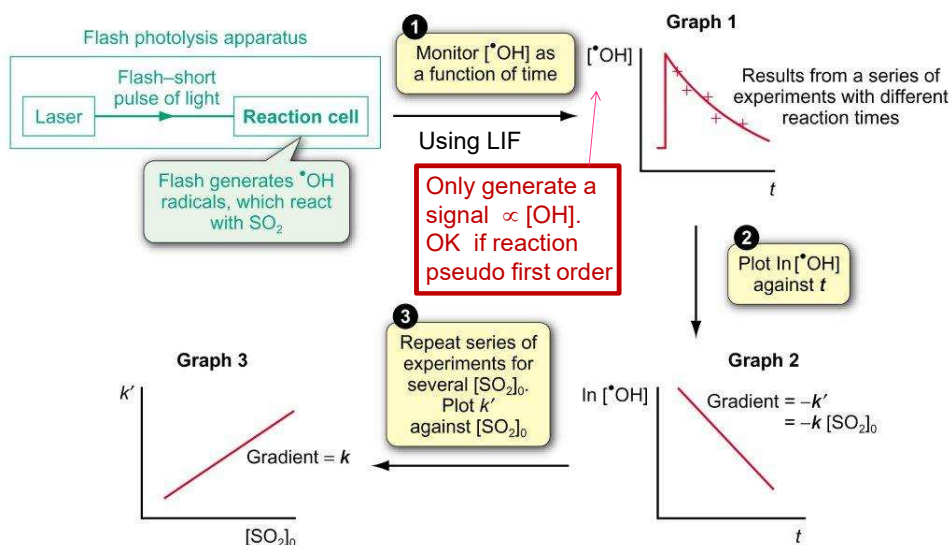 Flash photolysis apparatus
Flash–short
pulse of light
Laser
Reaction cell
Flash generates •OH
radicals, which react
with SO₂
1
Monitor [•OH] as
a function of time
Using LIF
Only generate a
signal ∝ [OH].
OK if reaction
pseudo first order
Graph 1
[•OH]
Results from a series of
experiments with different
reaction times
t
2
Plot ln [•OH]
against t
Graph 2
ln [•OH]
Gradient = –k′
= –k [SO₂]₀
t
3
Repeat series of
experiments for
several [SO₂]₀.
Plot k′
against [SO₂]₀
Graph 3
k′
Gradient = k
[SO₂]₀